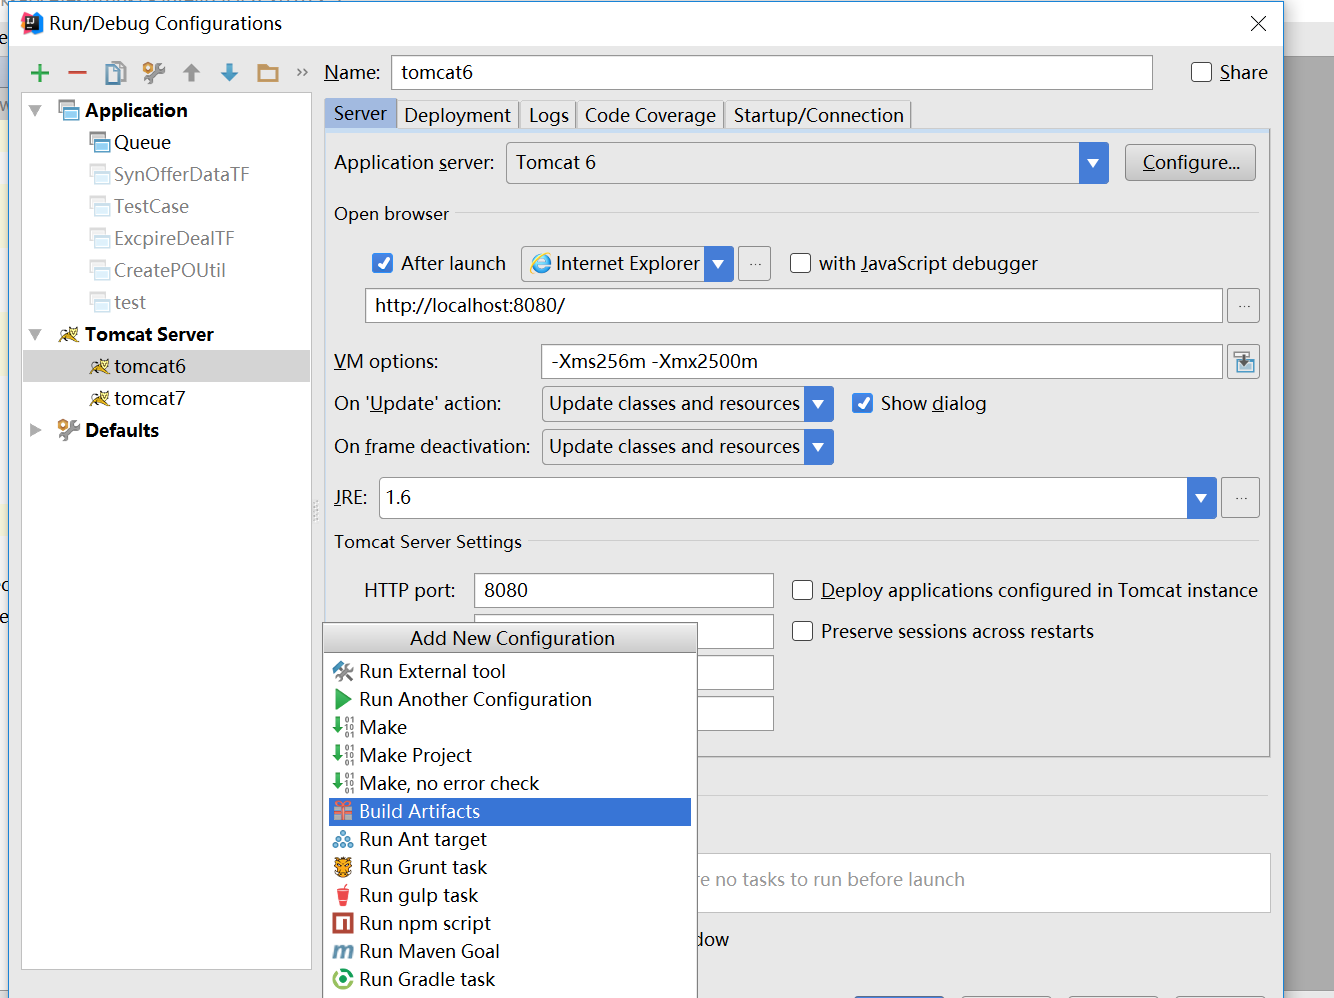 Run/Debug Configurations
Name: tomcat6 Share
Application
Queue
SynOfferDataTF
TestCase
ExcpireDealTF
CreatePOUtil
test
Tomcat Server
tomcat6
tomcat7
Defaults
Server Deployment Logs Code Coverage Startup/Connection
Application server: Tomcat 6 Configure...
Open browser
After launch Internet Explorer ... with JavaScript debugger
http://localhost:8080/ ...
VM options: -Xms256m -Xmx2500m
On 'Update' action: Update classes and resources Show dialog
On frame deactivation: Update classes and resources
JRE: 1.6 ...
Tomcat Server Settings
HTTP port: 8080 Deploy applications configured in Tomcat instance
Preserve sessions across restarts
Add New Configuration
Run External tool
Run Another Configuration
Make
Make Project
Make, no error check
Build Artifacts
Run Ant target
Run Grunt task
Run gulp task
Run npm script
Run Maven Goal
Run Gradle task
re no tasks to run before launch
dow